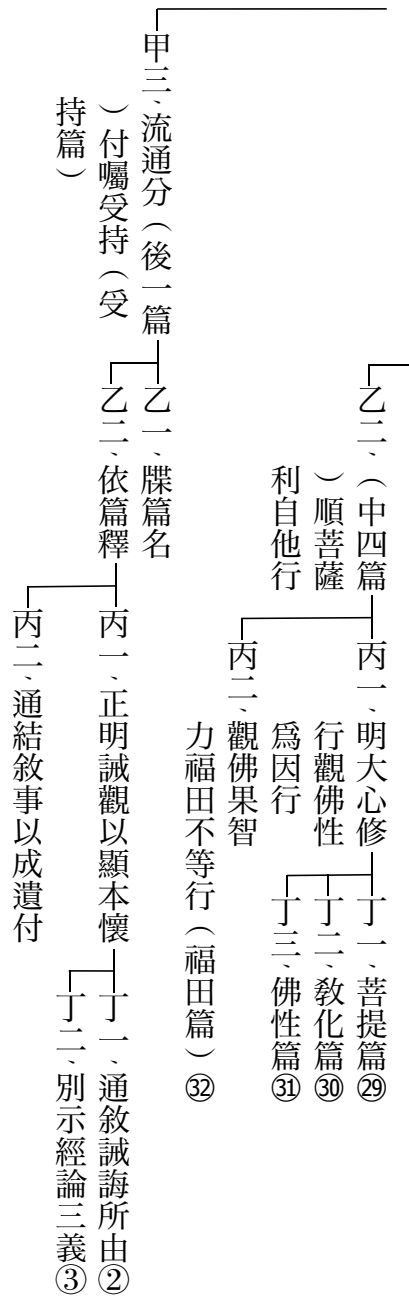 乙二、（中四篇
）順菩薩
利自他行
丙一、明大心修
行觀佛性
爲因行
丁一、菩提篇㉙
丁二、敎化篇㉚
丁三、佛性篇㉛
丙二、觀佛果智
力福田不等行（福田篇）㉜
甲三、流通分（後一篇
）付囑受持（受
持篇）
乙一、牒篇名
乙二、依篇釋
丙一、正明誡觀以顯本懷
丁一、通敘誡誨所由②
丁二、別示經論三義③
丙二、通結敘事以成遺付